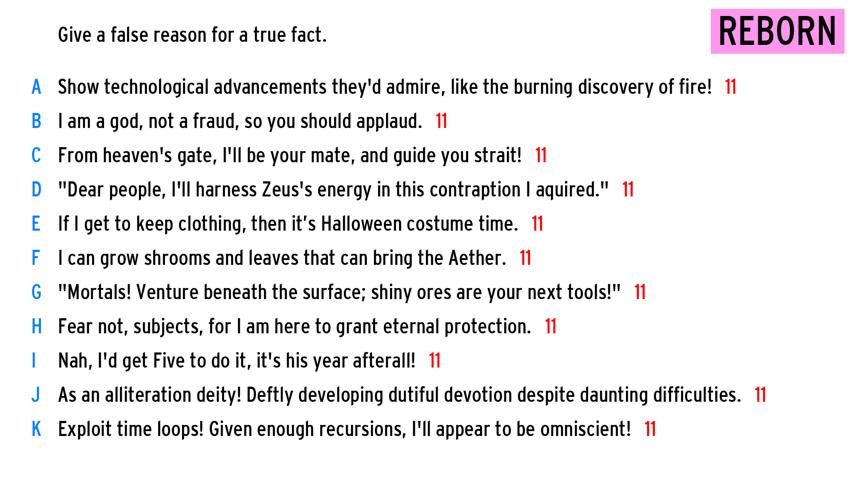 Give a false reason for a true fact.
REBORN
A Show technological advancements they'd admire, like the burning discovery of fire! 11
B I am a god, not a fraud, so you should applaud. 11
C From heaven's gate, I'll be your mate, and guide you strait! 11
D "Dear people, I'll harness Zeus's energy in this contraption I aquired." 11
E If I get to keep clothing, then it’s Halloween costume time. 11
F I can grow shrooms and leaves that can bring the Aether. 11
G "Mortals! Venture beneath the surface; shiny ores are your next tools!" 11
H Fear not, subjects, for I am here to grant eternal protection. 11
I Nah, I'd get Five to do it, it's his year afterall! 11
J As an alliteration deity! Deftly developing dutiful devotion despite daunting difficulties. 11
K Exploit time loops! Given enough recursions, I'll appear to be omniscient! 11